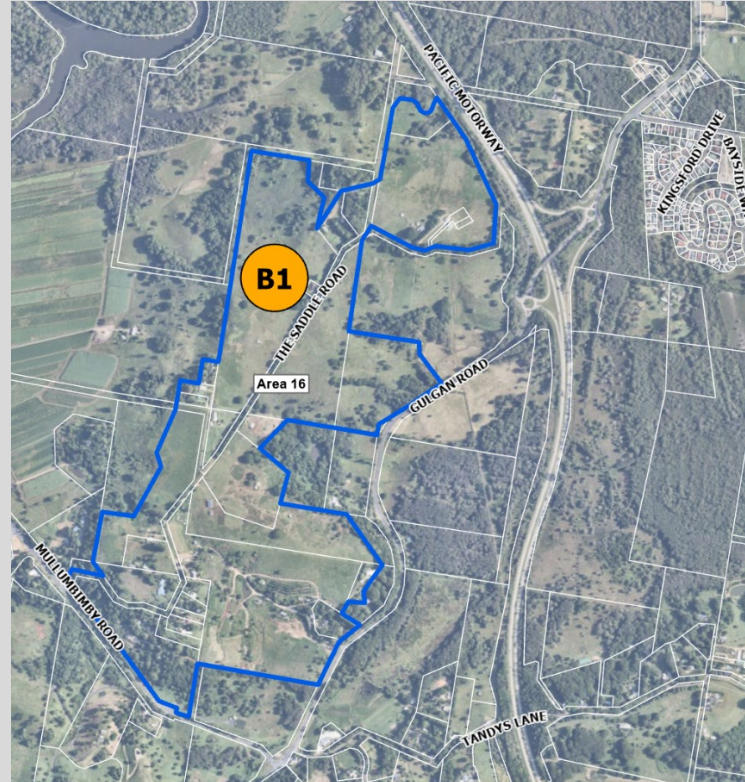 PACIFIC MOTORWAY
KINGSFORD DRIVE
B1
THE SADDLE ROAD
Area 16
GULGAN ROAD
MULLUMBIMBY ROAD
TANDYS LANE